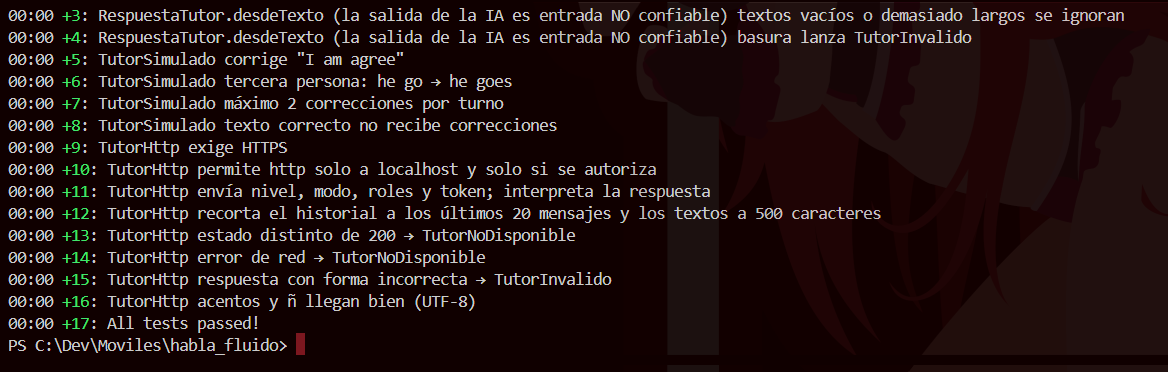 00:00 +3: RespuestaTutor.desdeTexto (la salida de la IA es entrada NO confiable) textos vacíos o demasiado largos se ignoran
00:00 +4: RespuestaTutor.desdeTexto (la salida de la IA es entrada NO confiable) basura lanza TutorInvalido
00:00 +5: TutorSimulado corrige "I am agree"
00:00 +6: TutorSimulado tercera persona: he go → he goes
00:00 +7: TutorSimulado máximo 2 correcciones por turno
00:00 +8: TutorSimulado texto correcto no recibe correcciones
00:00 +9: TutorHttp exige HTTPS
00:00 +10: TutorHttp permite http solo a localhost y solo si se autoriza
00:00 +11: TutorHttp envía nivel, modo, roles y token; interpreta la respuesta
00:00 +12: TutorHttp recorta el historial a los últimos 20 mensajes y los textos a 500 caracteres
00:00 +13: TutorHttp estado distinto de 200 → TutorNoDisponible
00:00 +14: TutorHttp error de red → TutorNoDisponible
00:00 +15: TutorHttp respuesta con forma incorrecta → TutorInvalido
00:00 +16: TutorHttp acentos y ñ llegan bien (UTF-8)
00:00 +17: All tests passed!
PS C:\Dev\Moviles\habla_fluido>